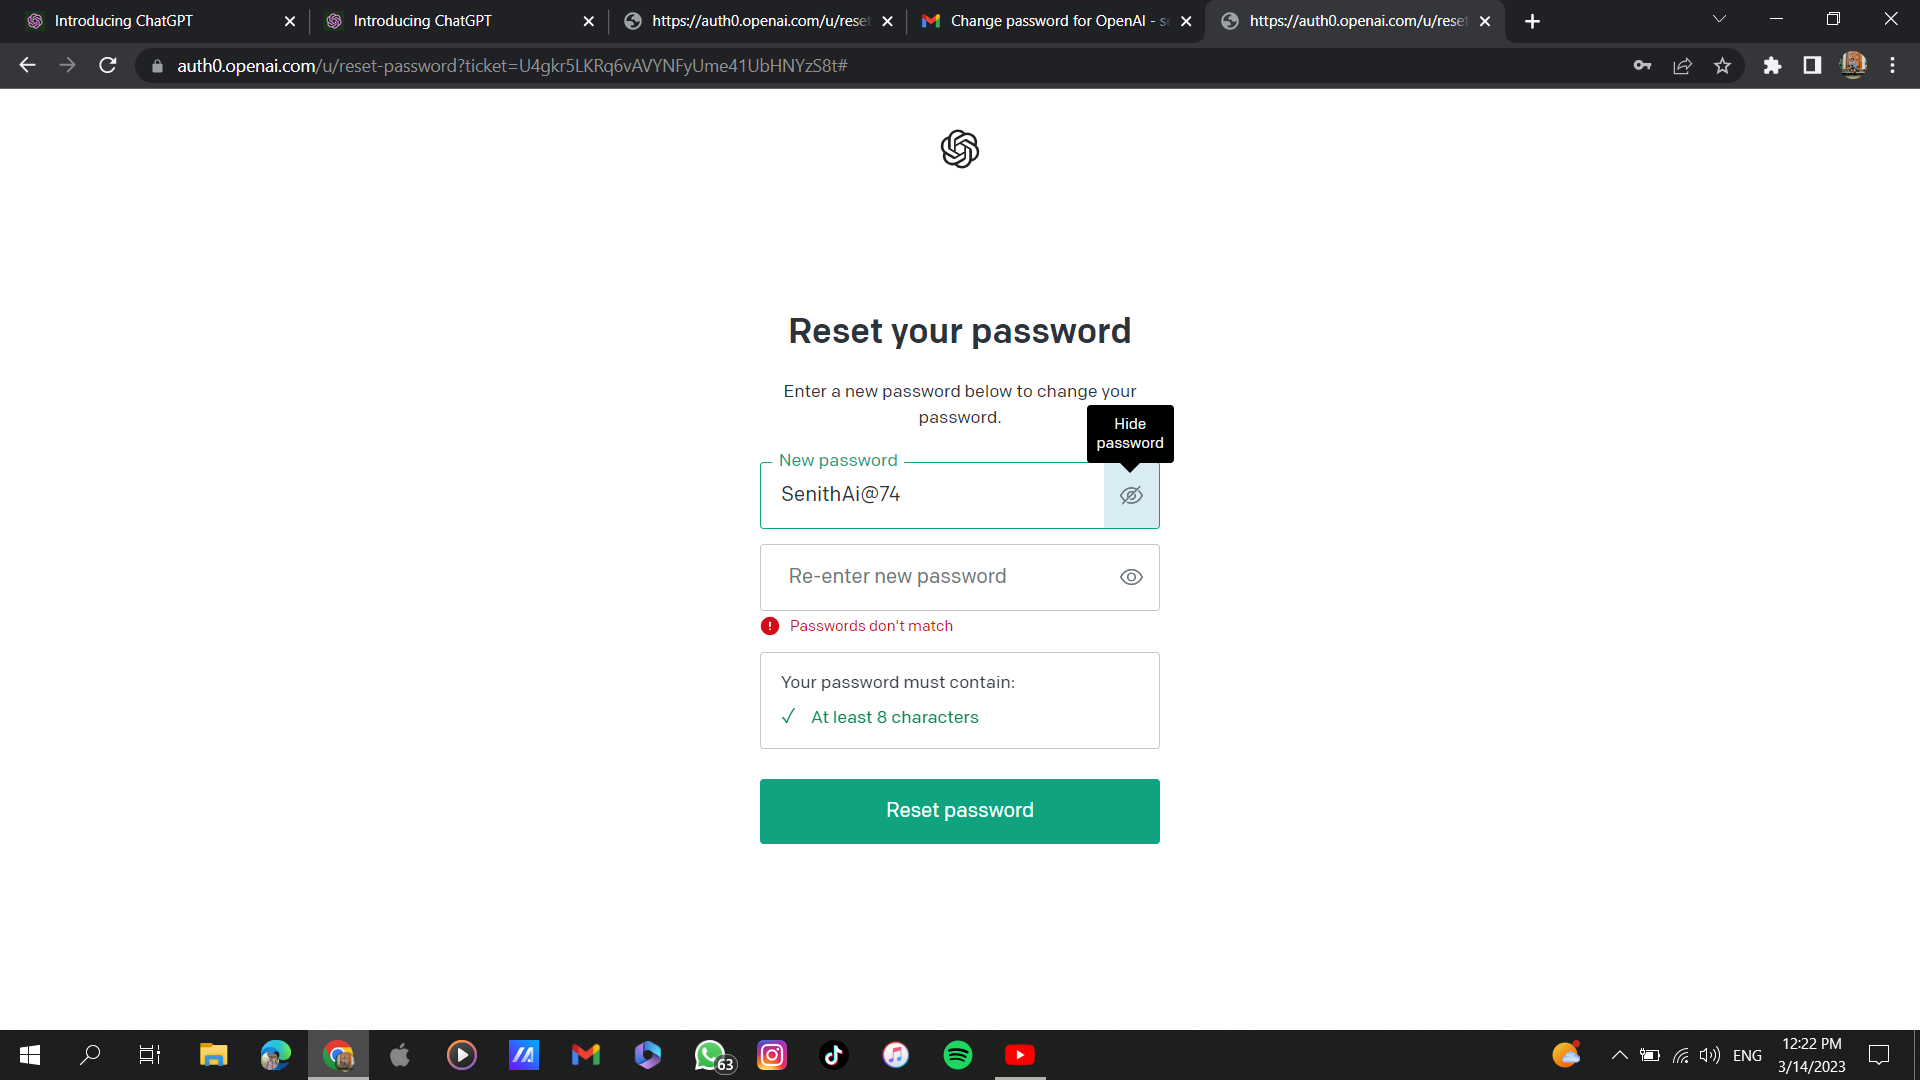 Introducing ChatGPT
Introducing ChatGPT
https://auth0.openai.com/u/reset
Change password for OpenAI - se
https://auth0.openai.com/u/reset
auth0.openai.com/u/reset-password?ticket=U4gkr5LKRq6vAVYNFyUme41UbHNYzS8t#
Reset your password
Enter a new password below to change your
password.
Hide
password
New password
SenithAi@74
Re-enter new password
Passwords don't match
Your password must contain:
At least 8 characters
Reset password
63
ENG
12:22 PM
3/14/2023